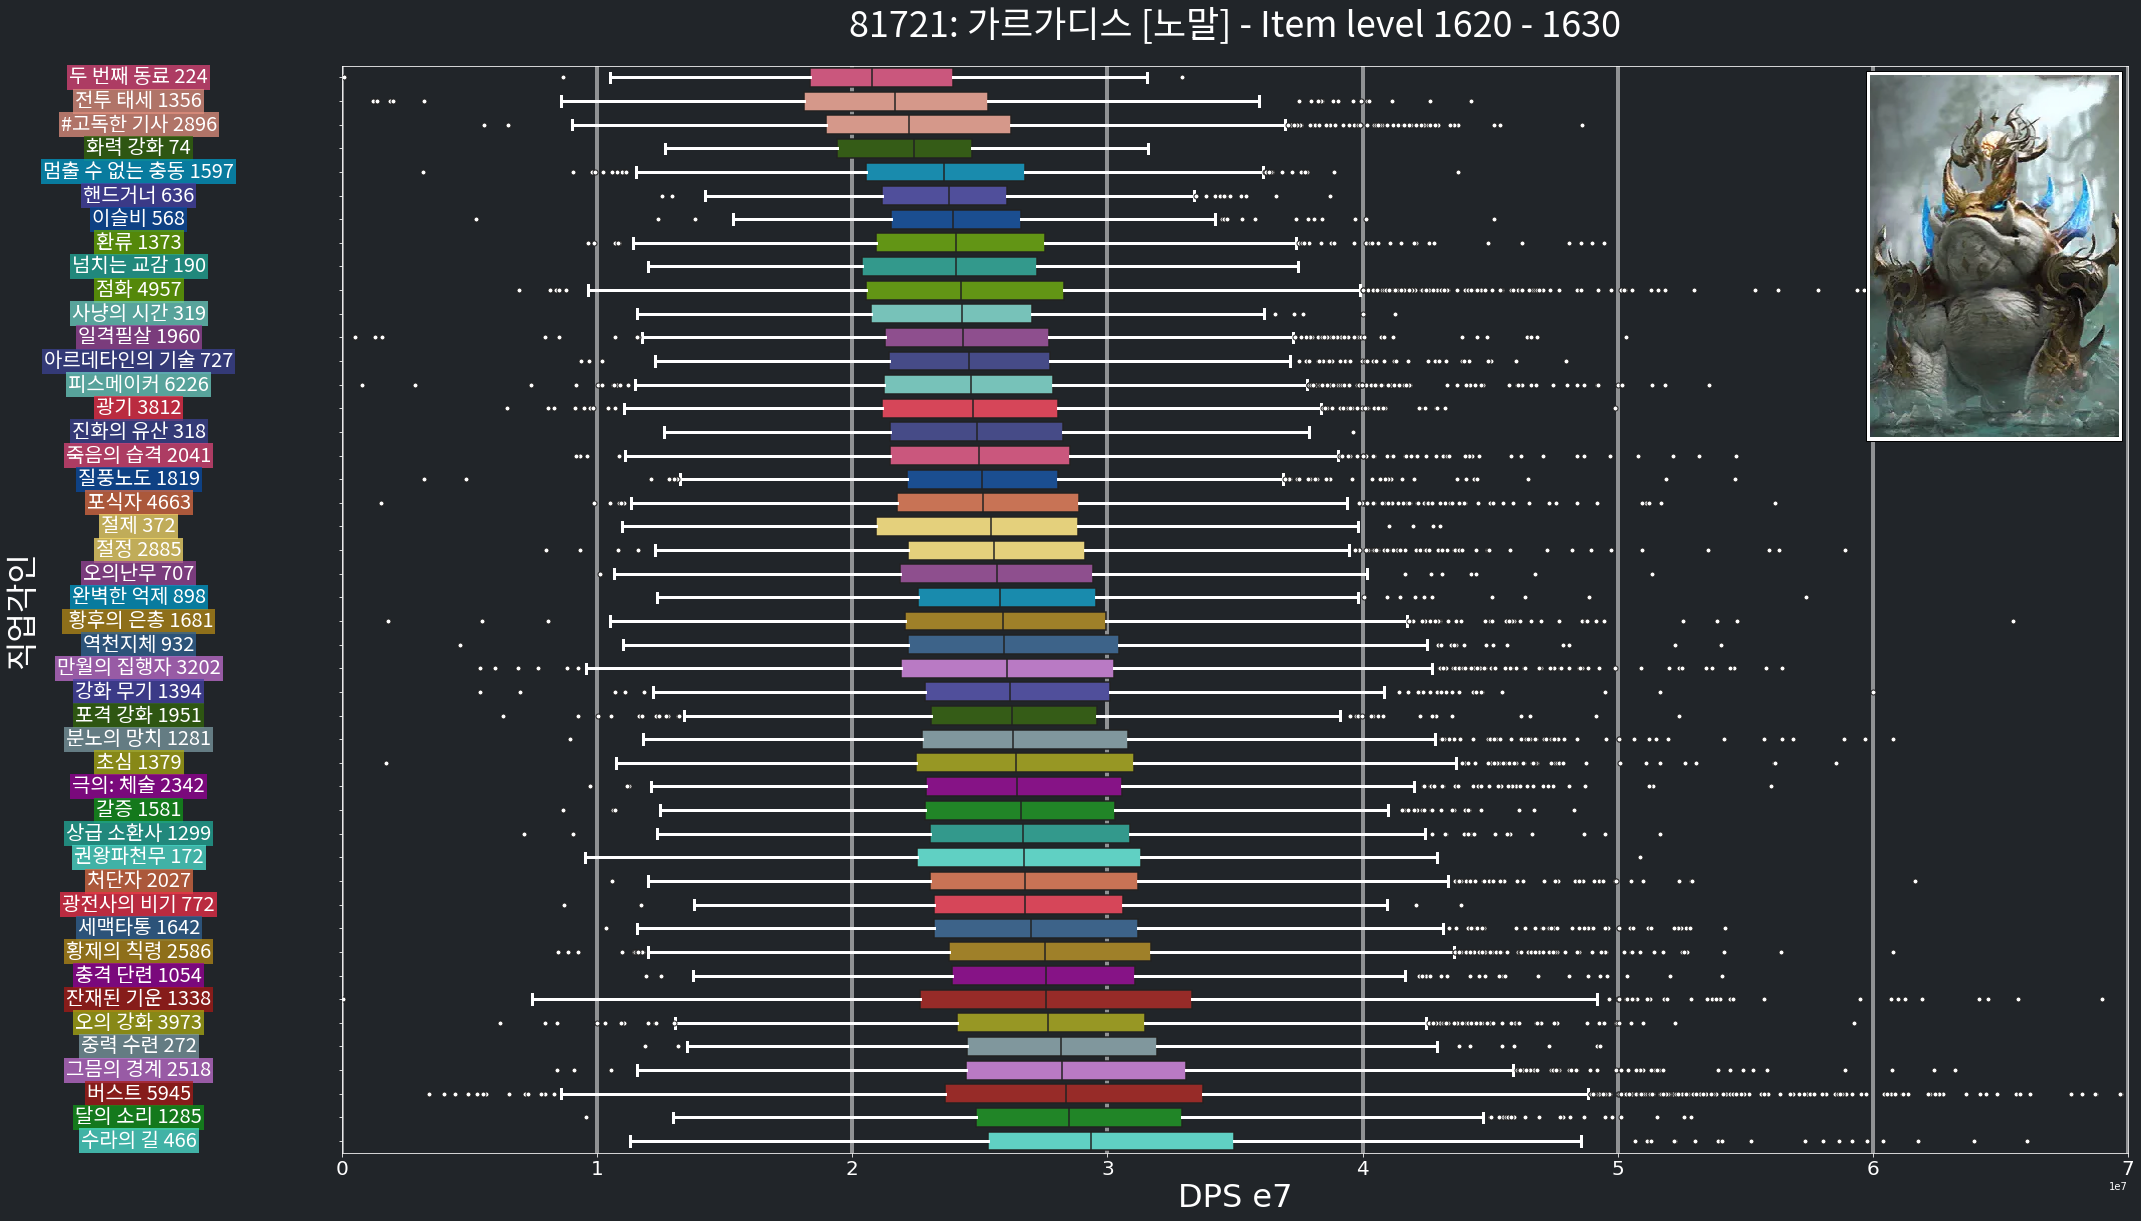 81721: 가르가디스 [노말] - Item level 1620 - 1630
두 번째 동료 224
전투 태세 1356
#고독한 기사 2896
화력 강화 74
멈출 수 없는 충동 1597
핸드거너 636
이슬비 568
환류 1373
넘치는 교감 190
점화 4957
사냥의 시간 319
일격필살 1960
아르데타인의 기술 727
피스메이커 6226
광기 3812
진화의 유산 318
죽음의 습격 2041
질풍노도 1819
포식자 4663
절제 372
절정 2885
오의난무 707
완벽한 억제 898
황후의 은총 1681
역천지체 932
만월의 집행자 3202
강화 무기 1394
포격 강화 1951
분노의 망치 1281
초심 1379
극의: 체술 2342
갈증 1581
상급 소환사 1299
권왕파천무 172
처단자 2027
광전사의 비기 772
세맥타통 1642
황제의 칙령 2586
충격 단련 1054
잔재된 기운 1338
오의 강화 3973
중력 수련 272
그믐의 경계 2518
버스트 5945
달의 소리 1285
수라의 길 466
직업각인
0 1 2 3 4 5 6 7
DPS e7
1e7